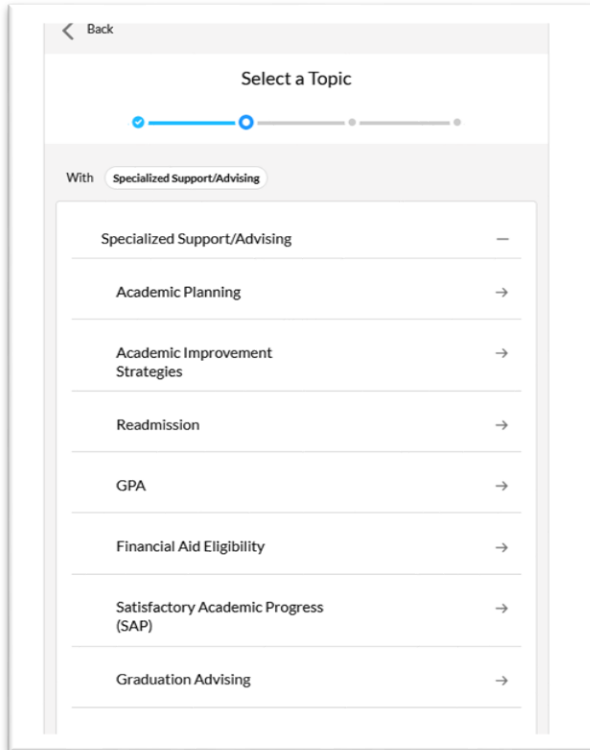 Back
Select a Topic
With Specialized Support/Advising
Specialized Support/Advising
Academic Planning
Academic Improvement
Strategies
Readmission
GPA
Financial Aid Eligibility
Satisfactory Academic Progress
(SAP)
Graduation Advising